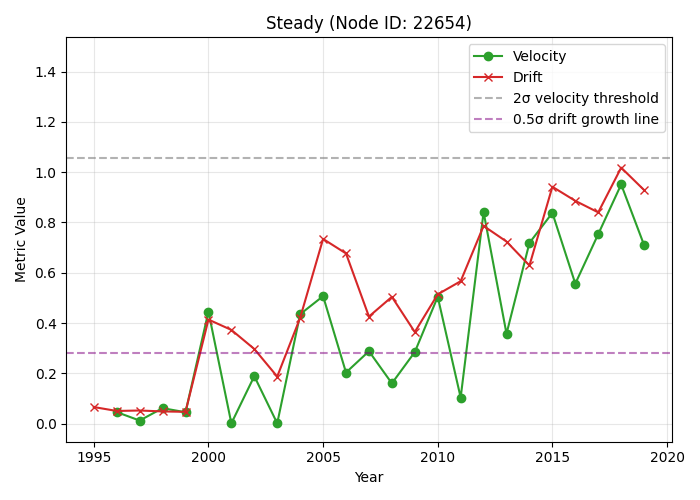 Steady (Node ID: 22654)
Velocity
Drift
2σ velocity threshold
0.5σ drift growth line
Metric Value
1.4
1.2
1.0
0.8
0.6
0.4
0.2
0.0
1995 2000 2005 2010 2015 2020
Year